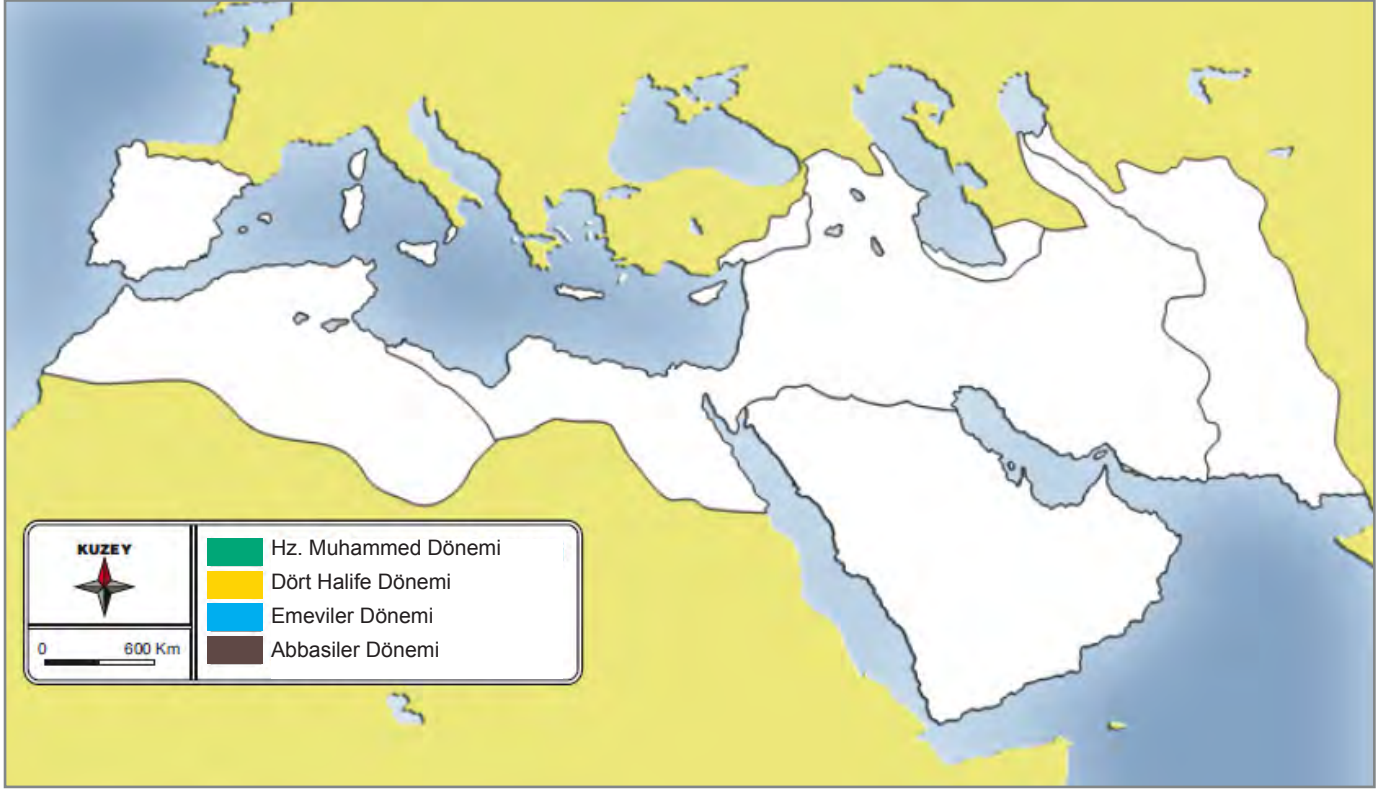 KUZEY
0 600 Km
Hz. Muhammed Dönemi
Dört Halife Dönemi
Emeviler Dönemi
Abbasiler Dönemi